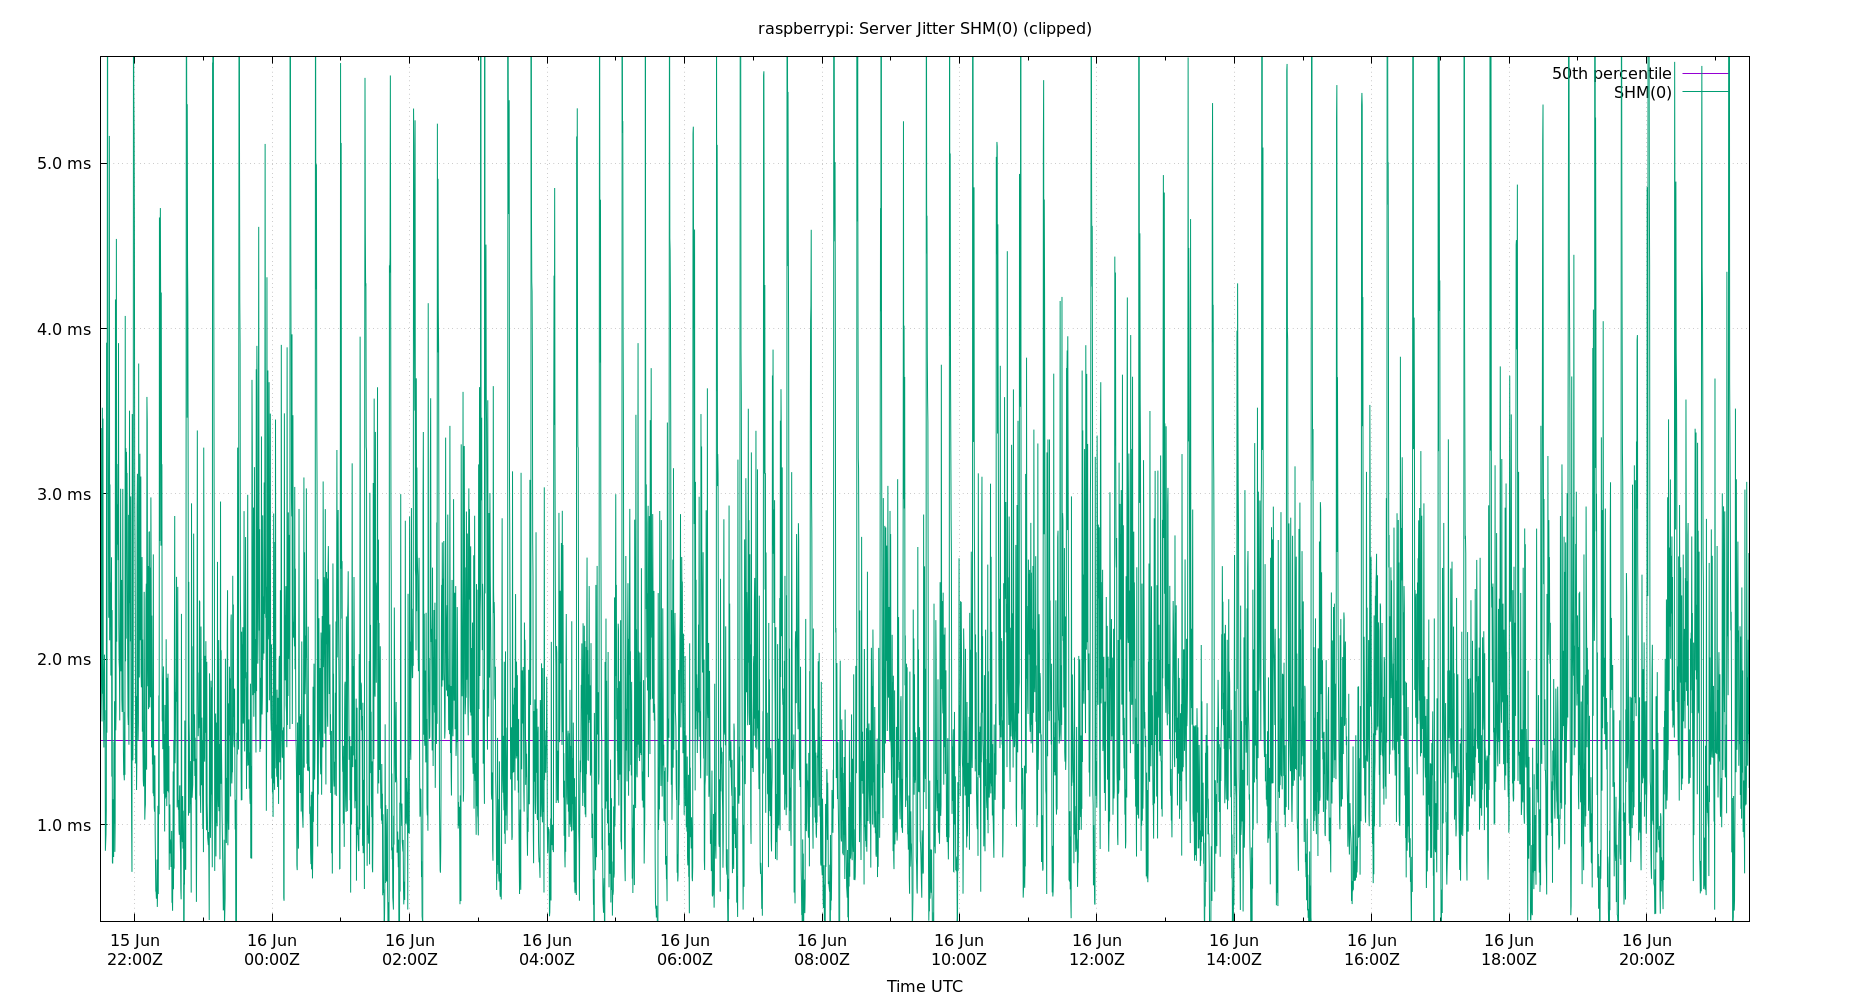 raspberrypi: Server Jitter SHM(0) (clipped)
50th percentile
SHM(0)
5.0 ms
4.0 ms
3.0 ms
2.0 ms
1.0 ms
15 Jun 16 Jun 16 Jun 16 Jun 16 Jun 16 Jun 16 Jun 16 Jun 16 Jun 16 Jun 16 Jun 16 Jun
22:00Z 00:00Z 02:00Z 04:00Z 06:00Z 08:00Z 10:00Z 12:00Z 14:00Z 16:00Z 18:00Z 20:00Z
Time UTC